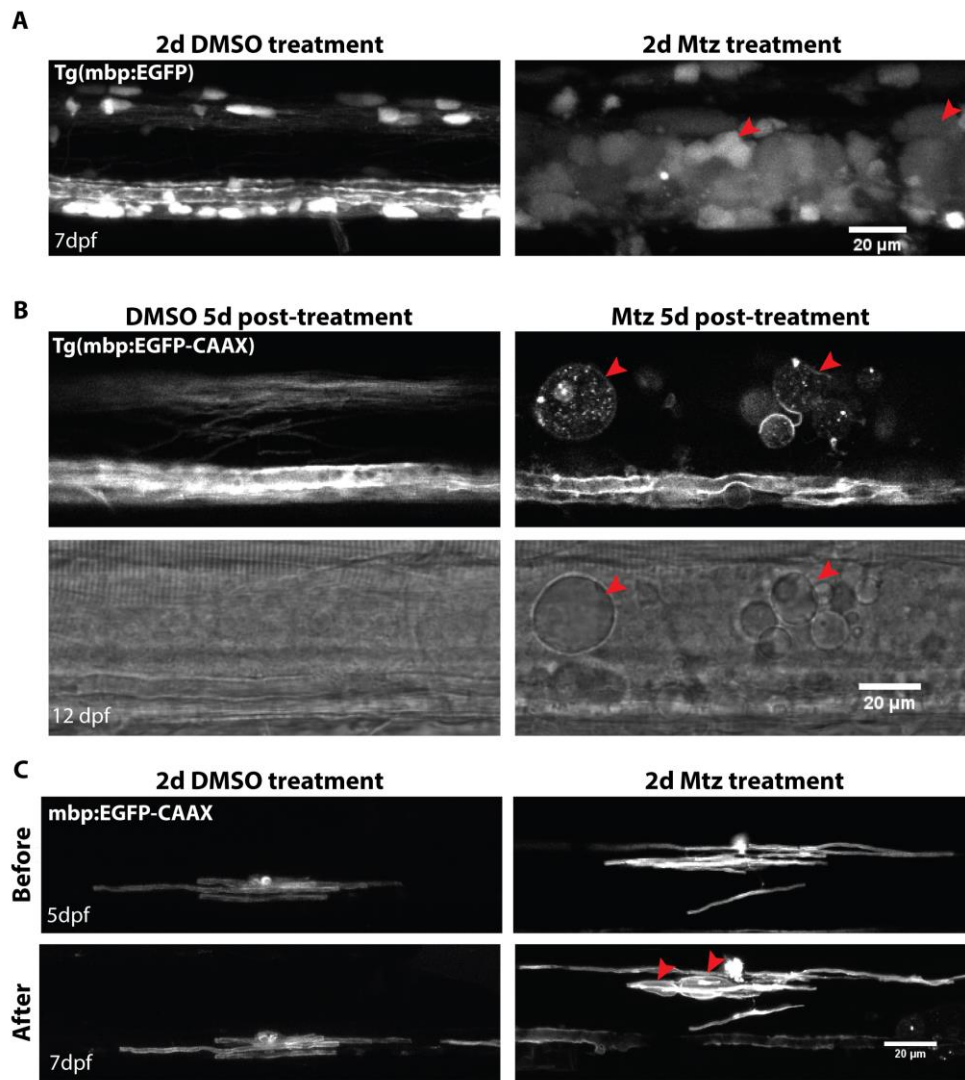 A
2d DMSO treatment
2d Mtz treatment
Tg(mbp:EGFP)
7dpf
20 µm
B
DMSO 5d post-treatment
Mtz 5d post-treatment
Tg(mbp:EGFP-CAAX)
12 dpf
20 µm
C
2d DMSO treatment
2d Mtz treatment
Before
mbp:EGFP-CAAX
5dpf
After
7dpf
20 µm